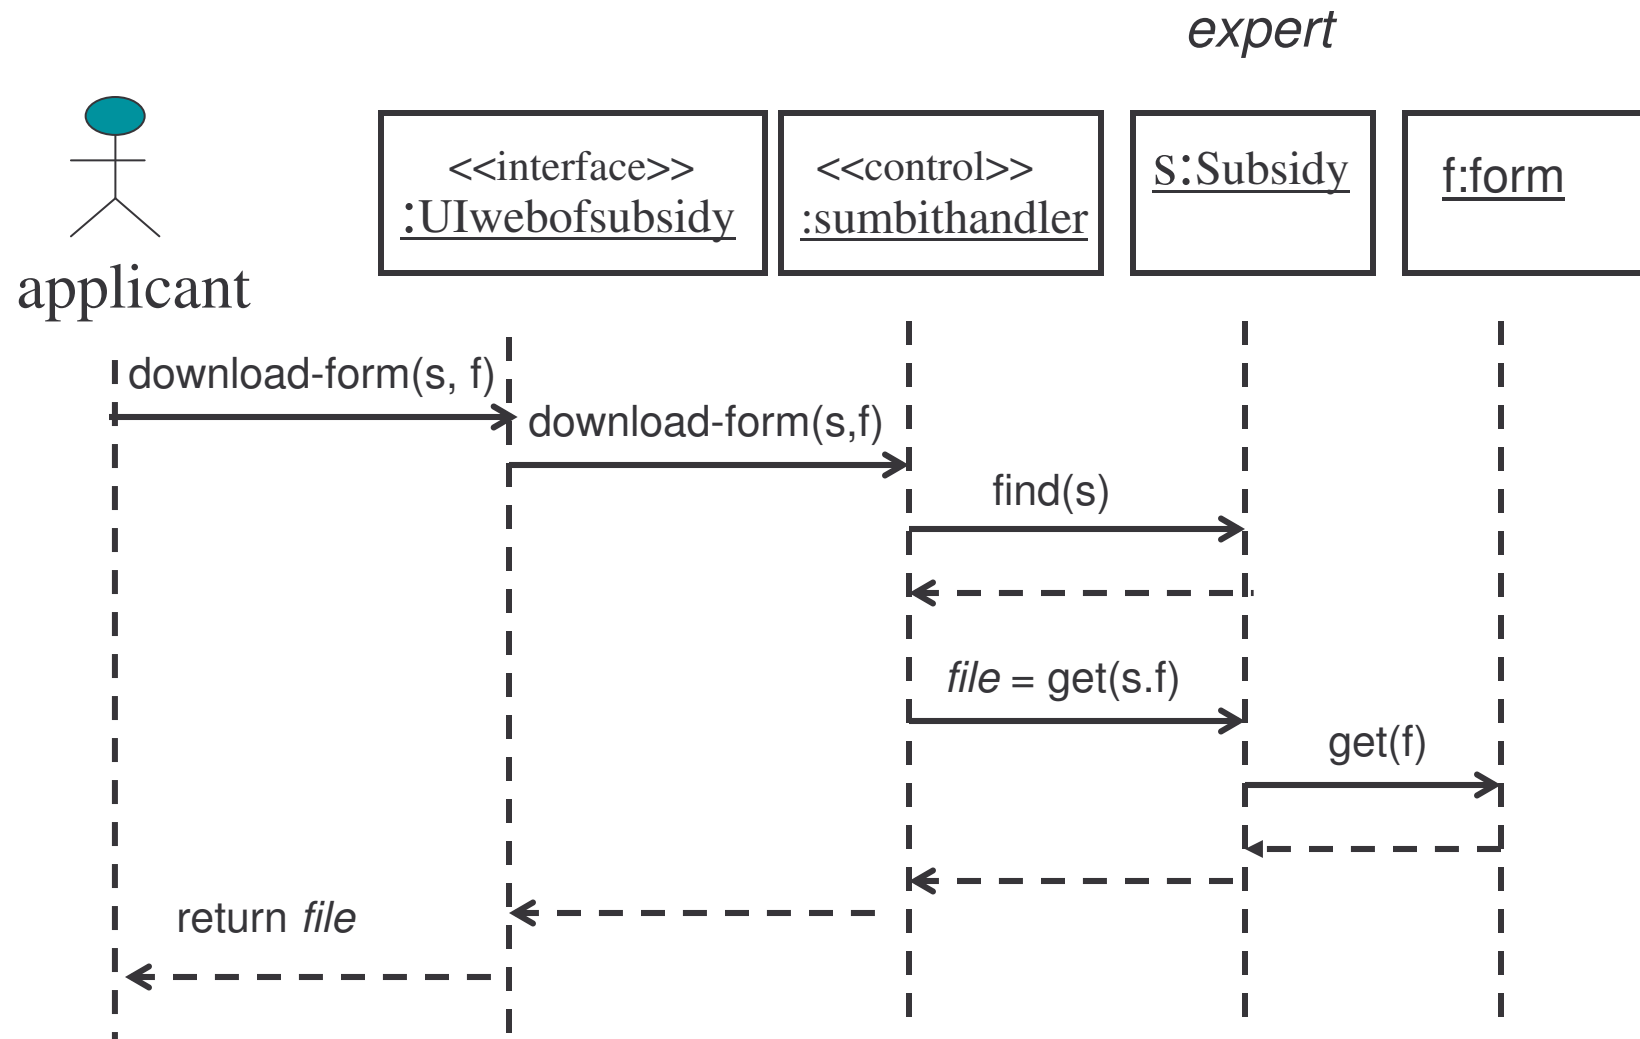 expert
<<interface>>
:UIwebofsubsidy
<<control>>
:sumbithandler
s:Subsidy
f:form
applicant
download-form(s, f)
download-form(s,f)
find(s)
file = get(s.f)
get(f)
return file